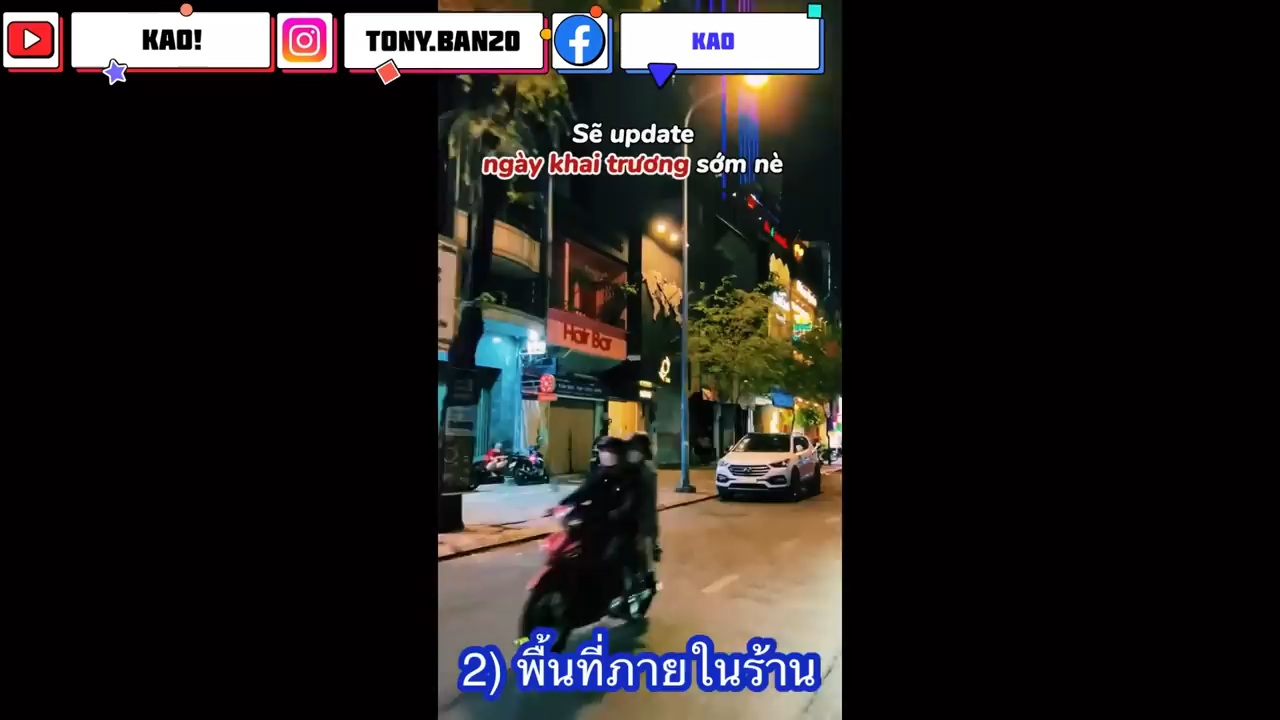 KAO!
TONY.BAN20
KAO
Sẽ update
ngày khai trương sớm nè
Hair Bar
2) พื้นที่ภายในร้าน